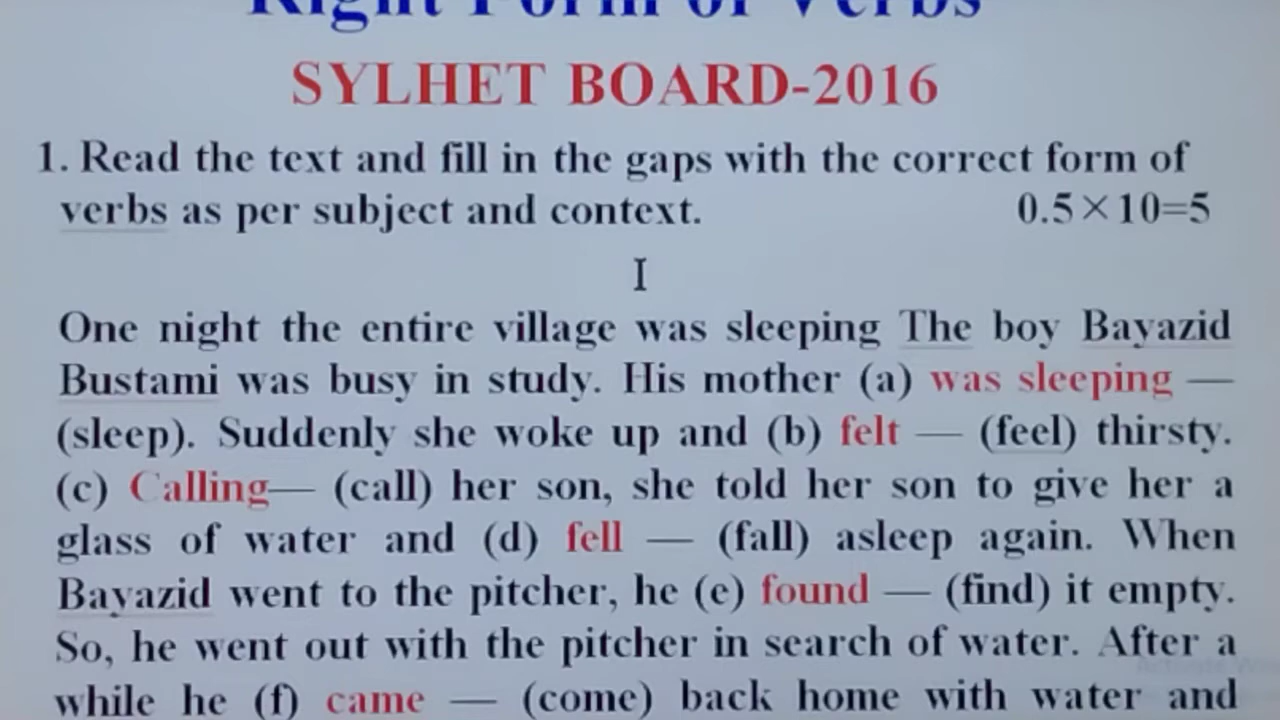 Right Form of Verbs
SYLHET BOARD-2016
1. Read the text and fill in the gaps with the correct form of
verbs as per subject and context. 0.5×10=5
One night the entire village was sleeping The boy Bayazid
Bustami was busy in study. His mother (a) was sleeping —
(sleep). Suddenly she woke up and (b) felt — (feel) thirsty.
(c) Calling— (call) her son, she told her son to give her a
glass of water and (d) fell — (fall) asleep again. When
Bayazid went to the pitcher, he (e) found — (find) it empty.
So, he went out with the pitcher in search of water. After a
while he (f) came — (come) back home with water and